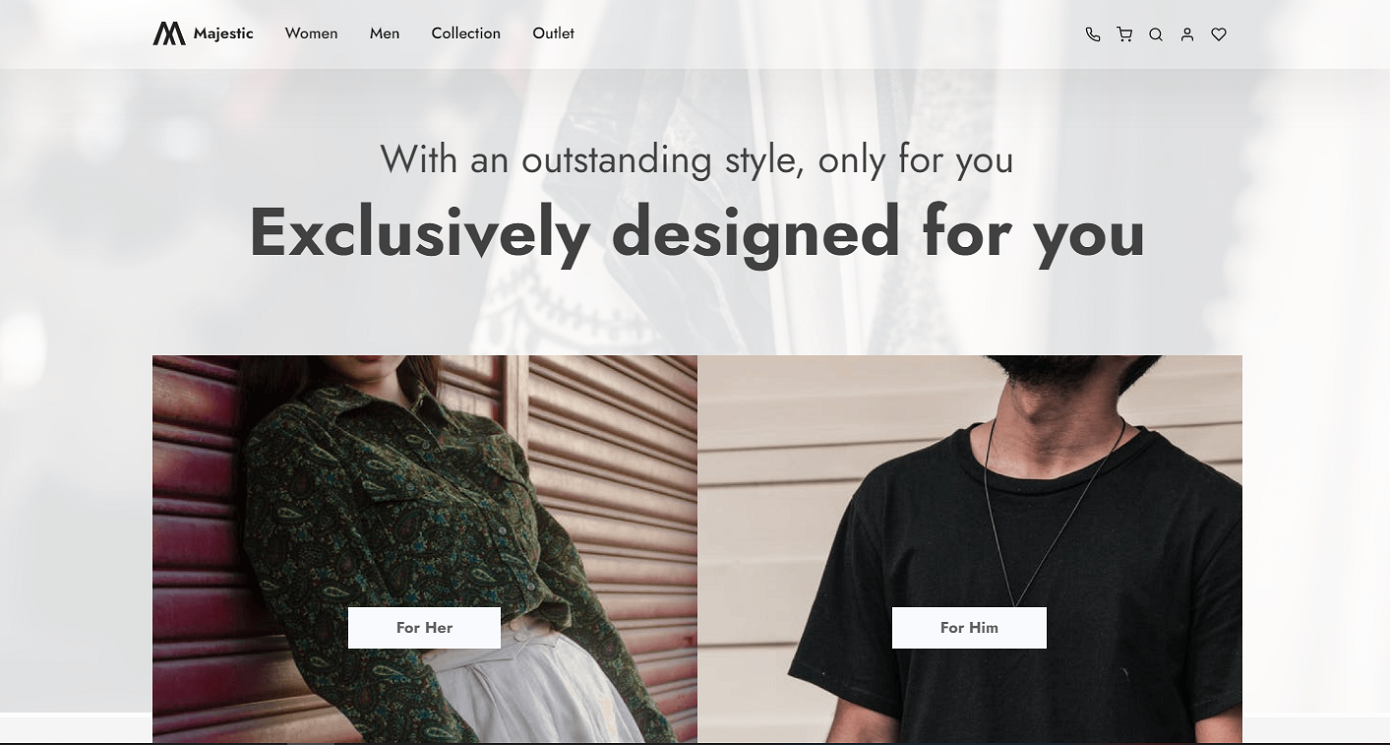 Majestic Women Men Collection Outlet
With an outstanding style, only for you
Exclusively designed for you
For Her
For Him